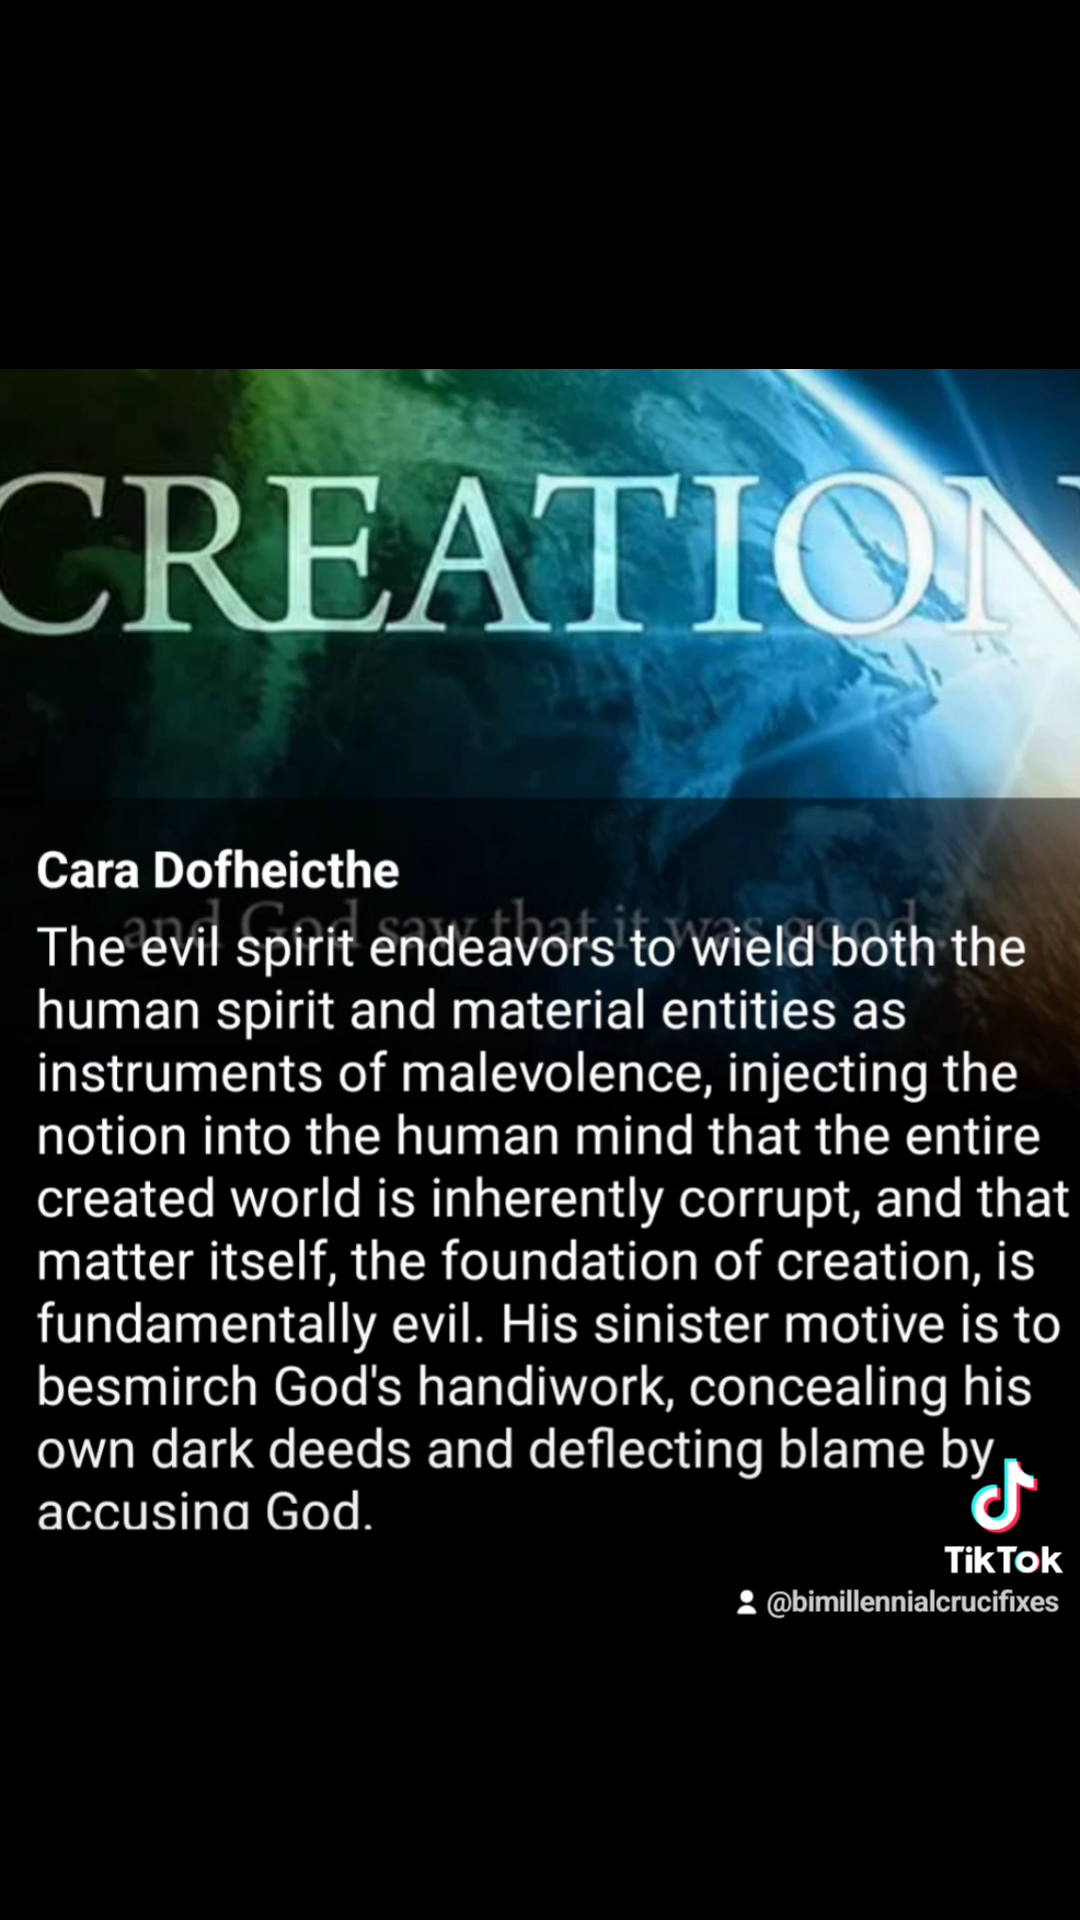 CREATION
Cara Dofheicthe
and God saw that it was good.
The evil spirit endeavors to wield both the
human spirit and material entities as
instruments of malevolence, injecting the
notion into the human mind that the entire
created world is inherently corrupt, and that
matter itself, the foundation of creation, is
fundamentally evil. His sinister motive is to
besmirch God's handiwork, concealing his
own dark deeds and deflecting blame by
accusing God.
TikTok
@bimillennialcrucifixes